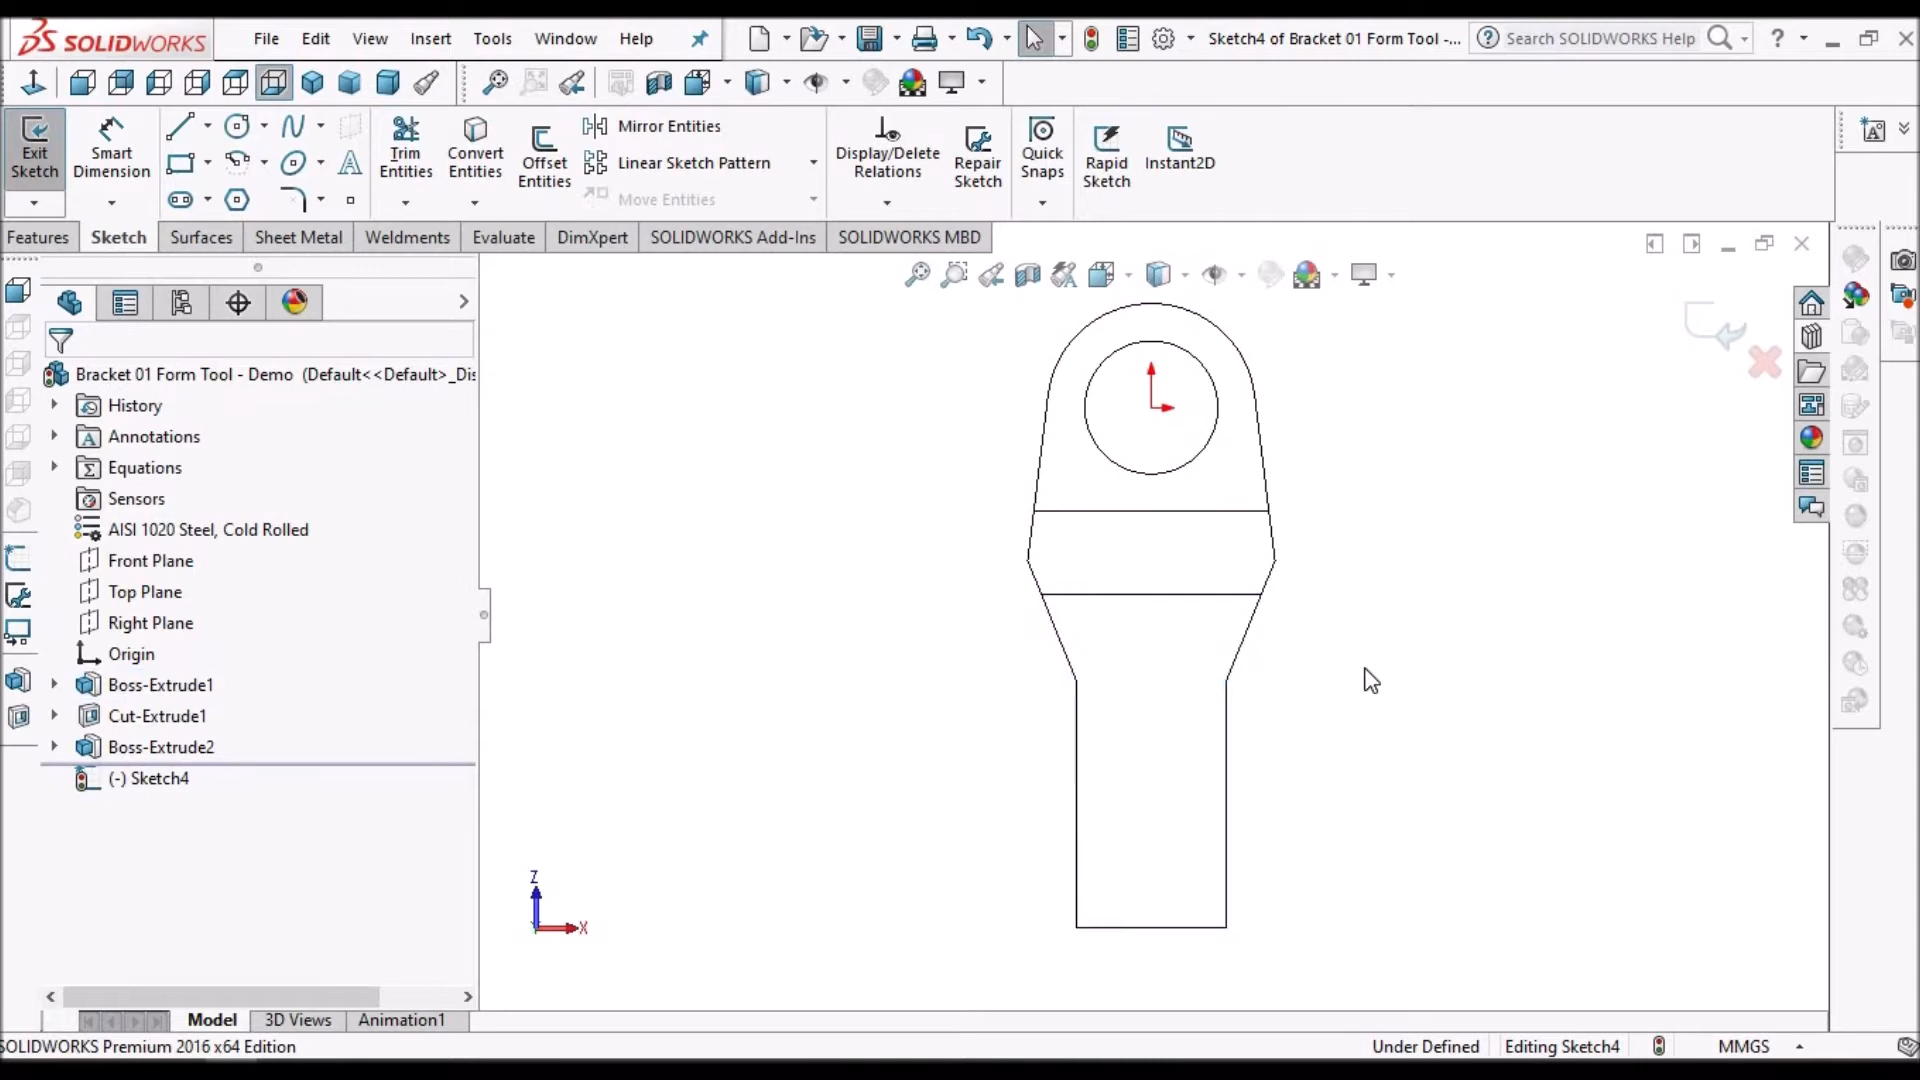 SOLIDWORKS
File Edit View Insert Tools Window Help
Sketch4 of Bracket 01 Form Tool -...
Search SOLIDWORKS Help
Exit Sketch
Smart Dimension
Trim Entities
Convert Entities
Offset Entities
Mirror Entities
Linear Sketch Pattern
Move Entities
Display/Delete Relations
Repair Sketch
Quick Snaps
Rapid Sketch
Instant2D
Features Sketch Surfaces Sheet Metal Weldments Evaluate DimXpert SOLIDWORKS Add-Ins SOLIDWORKS MBD
Bracket 01 Form Tool - Demo (Default<<Default>_Dis
History
Annotations
Equations
Sensors
AISI 1020 Steel, Cold Rolled
Front Plane
Top Plane
Right Plane
Origin
Boss-Extrude1
Cut-Extrude1
Boss-Extrude2
(-) Sketch4
Z
X
Model 3D Views Animation1
SOLIDWORKS Premium 2016 x64 Edition
Under Defined Editing Sketch4 MMGS